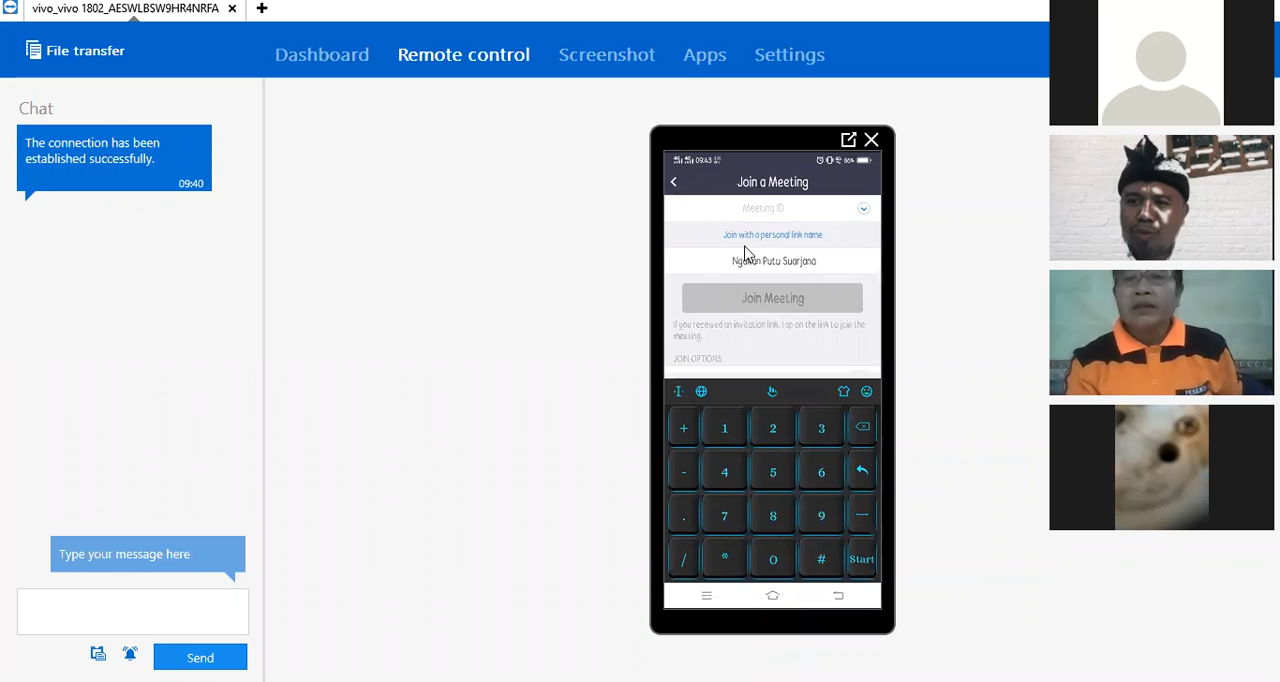 vivo_vivo 1802_AESWLBSW9HR4NRFA
File transfer
Dashboard
Remote control
Screenshot
Apps
Settings
Chat
The connection has been
established successfully.
09:40
Type your message here
Send
09:43
86%
Join a Meeting
Meeting ID
Join with a personal link name
Putu Suarjana
Join Meeting
If you received an invitation link, tap on the link to join the
meeting.
JOIN OPTIONS
+ 1 2 3
- 4 5 6
. 7 8 9
/ * 0 # Start